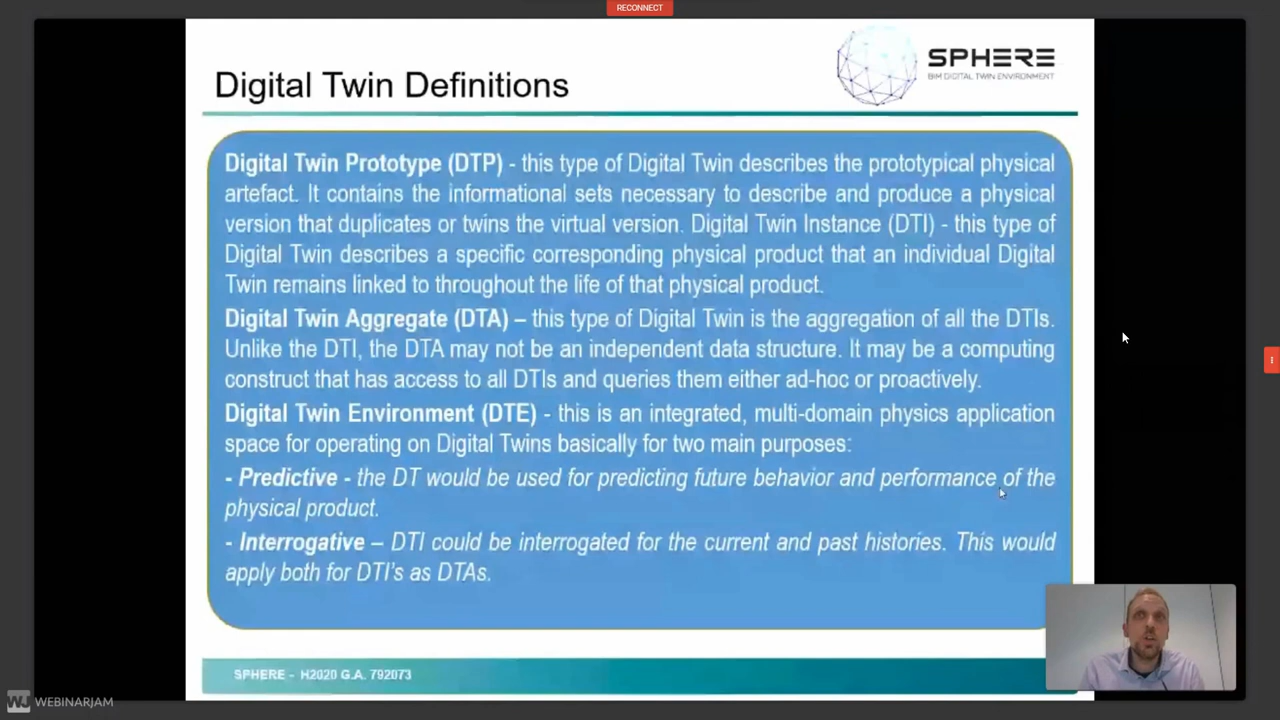 RECONNECT
SPHERE
BIM DIGITAL TWIN ENVIRONMENT
Digital Twin Definitions
Digital Twin Prototype (DTP) - this type of Digital Twin describes the prototypical physical
artefact. It contains the informational sets necessary to describe and produce a physical
version that duplicates or twins the virtual version. Digital Twin Instance (DTI) - this type of
Digital Twin describes a specific corresponding physical product that an individual Digital
Twin remains linked to throughout the life of that physical product.
Digital Twin Aggregate (DTA) – this type of Digital Twin is the aggregation of all the DTIs.
Unlike the DTI, the DTA may not be an independent data structure. It may be a computing
construct that has access to all DTIs and queries them either ad-hoc or proactively.
Digital Twin Environment (DTE) - this is an integrated, multi-domain physics application
space for operating on Digital Twins basically for two main purposes:
- Predictive - the DT would be used for predicting future behavior and performance of the
physical product.
- Interrogative – DTI could be interrogated for the current and past histories. This would
apply both for DTI's as DTAs.
SPHERE - H2020 G.A. 792073
WJ WEBINARJAM